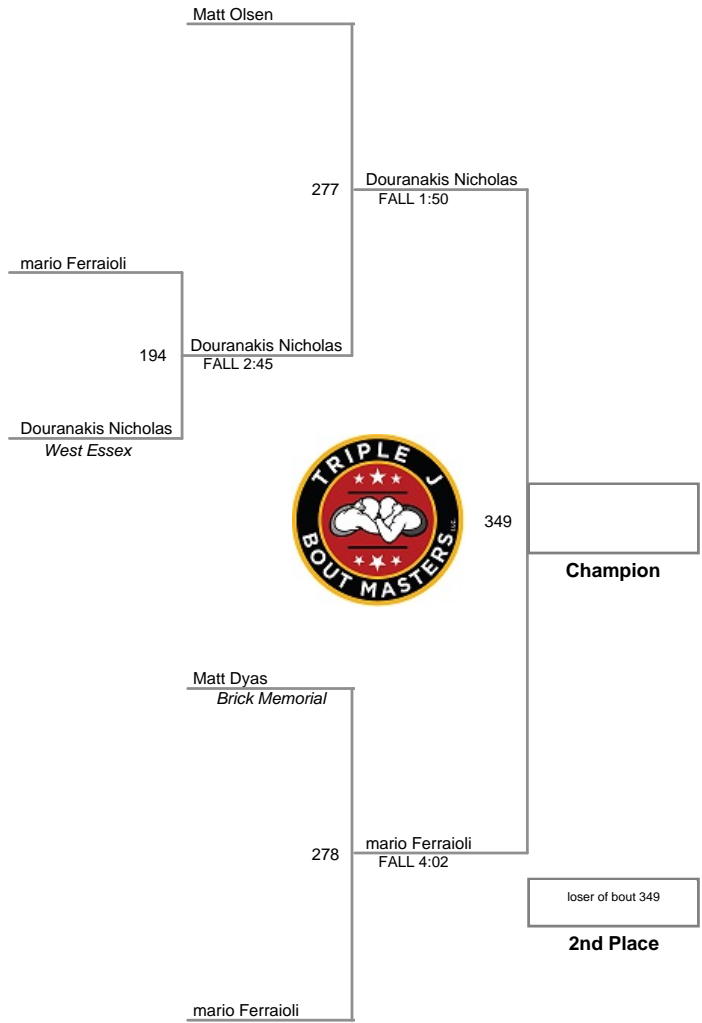 Matt Olsen
277
Douranakis Nicholas
FALL 1:50
mario Ferraioli
194
Douranakis Nicholas
FALL 2:45
Douranakis Nicholas
West Essex
TRIPLE J
BOUT MASTERS LLC.
349
Champion
Matt Dyas
Brick Memorial
278
mario Ferraioli
FALL 4:02
loser of bout 349
2nd Place
mario Ferraioli